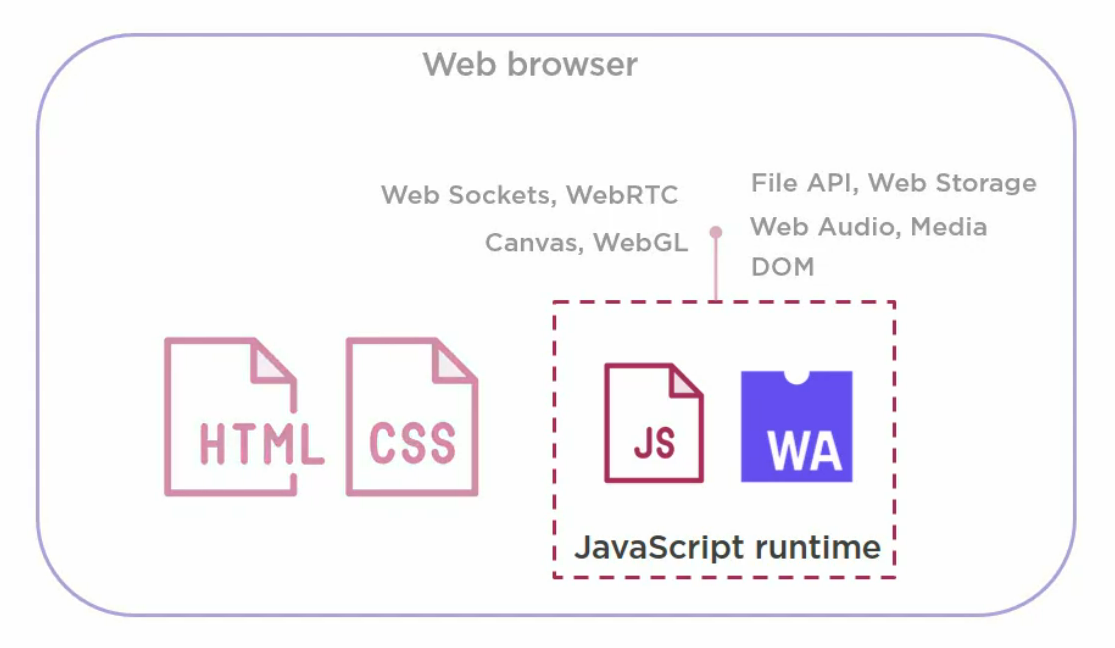 Web browser
Web Sockets, WebRTC
Canvas, WebGL
File API, Web Storage
Web Audio, Media
DOM
HTML
CSS
JS
WA
JavaScript runtime